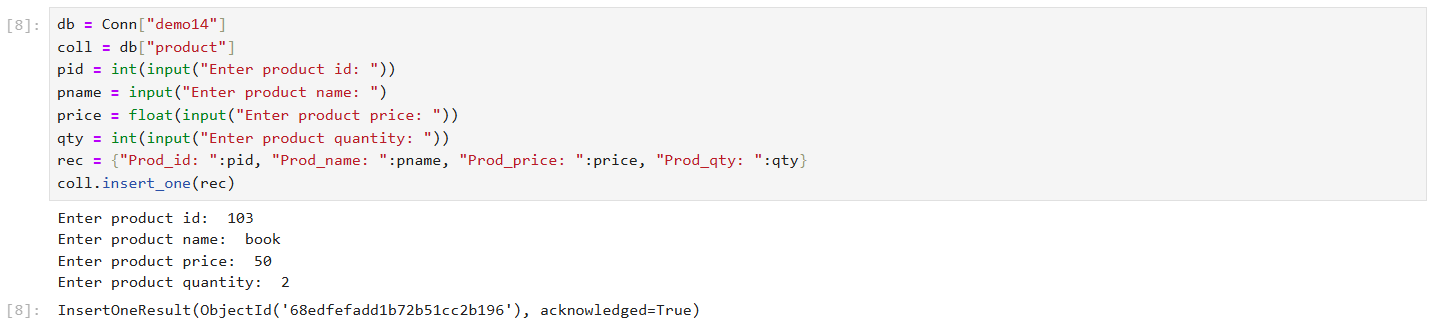 [8]: db = Conn["demo14"]
coll = db["product"]
pid = int(input("Enter product id: "))
pname = input("Enter product name: ")
price = float(input("Enter product price: "))
qty = int(input("Enter product quantity: "))
rec = {"Prod_id: ":pid, "Prod_name: ":pname, "Prod_price: ":price, "Prod_qty: ":qty}
coll.insert_one(rec)
Enter product id:  103
Enter product name:  book
Enter product price:  50
Enter product quantity:  2
[8]: InsertOneResult(ObjectId('68edfefadd1b72b51cc2b196'), acknowledged=True)